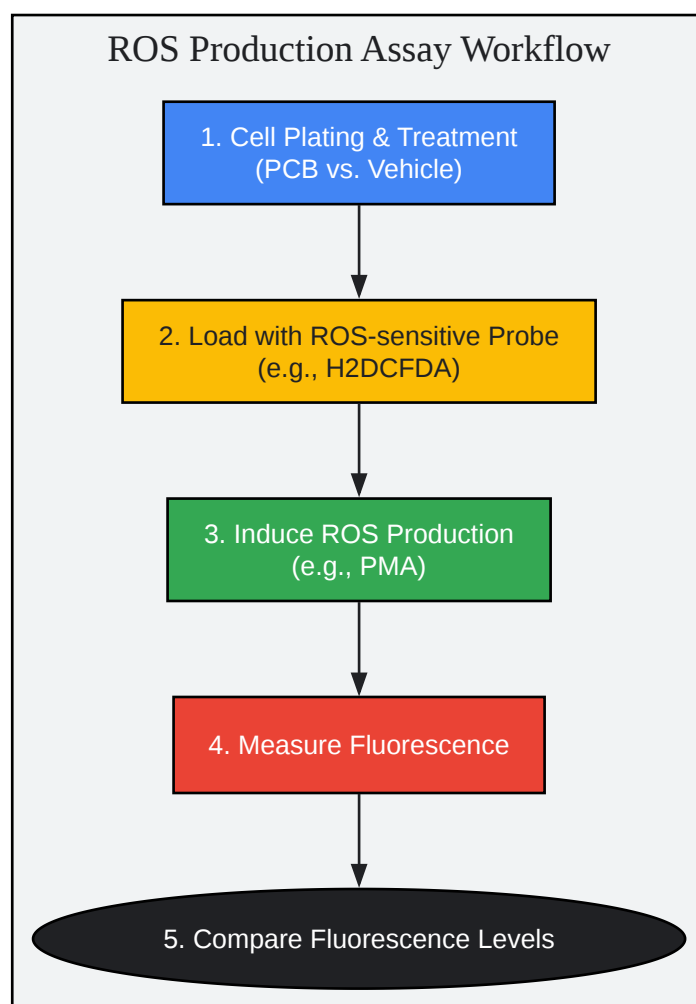 ROS Production Assay Workflow
1. Cell Plating & Treatment
(PCB vs. Vehicle)
2. Load with ROS-sensitive Probe
(e.g., H2DCFDA)
3. Induce ROS Production
(e.g., PMA)
4. Measure Fluorescence
5. Compare Fluorescence Levels